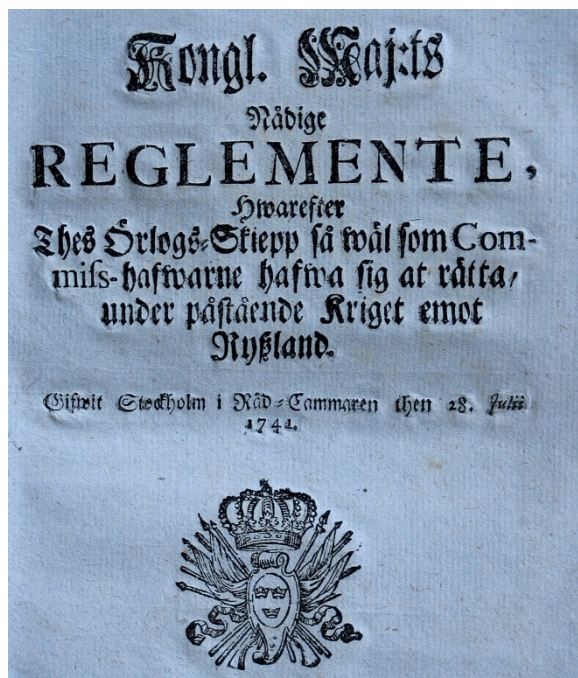 Kongl. Maj:ts
Nådige
REGLEMENTE,
Hwarefter
Thes Örlogs-Skiepp så wäl som Com-
miss-hafwarne hafwa sig at rätta/
under påstående Kriget emot
Ryßland.
Gifwit Stockholm i Råd-Cammaren then 28. Julii
1741.